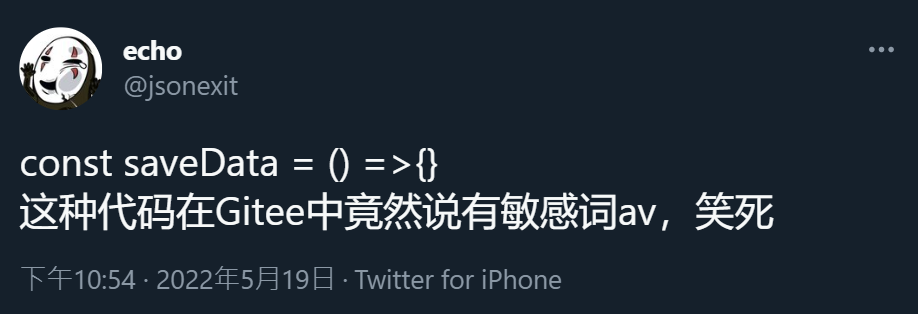 echo
@jsonexit
const saveData = () =>{}
这种代码在Gitee中竟然说有敏感词av，笑死
下午10:54 · 2022年5月19日 · Twitter for iPhone